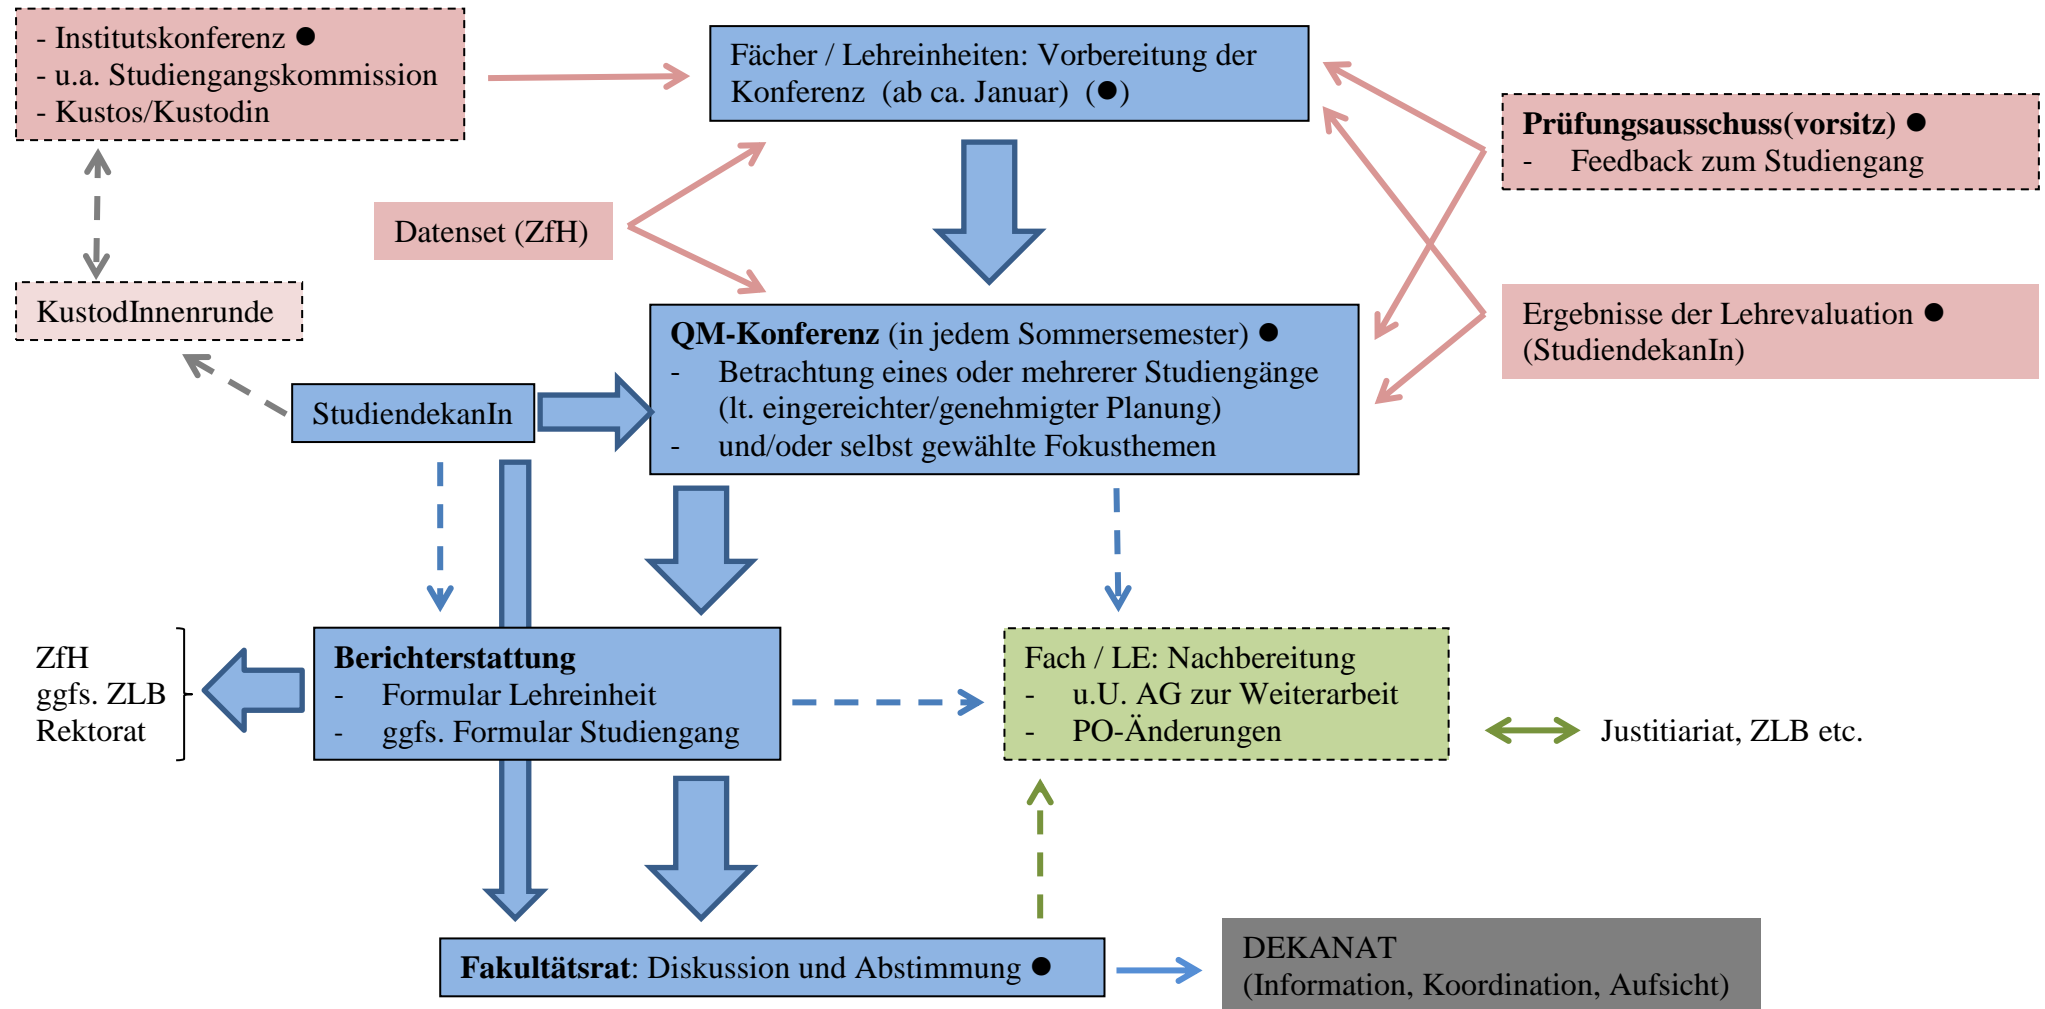 - Institutskonferenz ●
- u.a. Studiengangskommission
- Kustos/Kustodin
Fächer / Lehreinheiten: Vorbereitung der
Konferenz (ab ca. Januar) (●)
Prüfungsausschuss(vorsitz) ●
- Feedback zum Studiengang
Datenset (ZfH)
KustodInnenrunde
QM-Konferenz (in jedem Sommersemester) ●
- Betrachtung eines oder mehrerer Studiengänge
(lt. eingereichter/genehmigter Planung)
- und/oder selbst gewählte Fokusthemen
Ergebnisse der Lehrevaluation ●
(StudiendekanIn)
StudiendekanIn
ZfH
ggfs. ZLB
Rektorat
Berichterstattung
- Formular Lehreinheit
- ggfs. Formular Studiengang
Fach / LE: Nachbereitung
- u.U. AG zur Weiterarbeit
- PO-Änderungen
Justitiariat, ZLB etc.
Fakultätsrat: Diskussion und Abstimmung ●
DEKANAT
(Information, Koordination, Aufsicht)